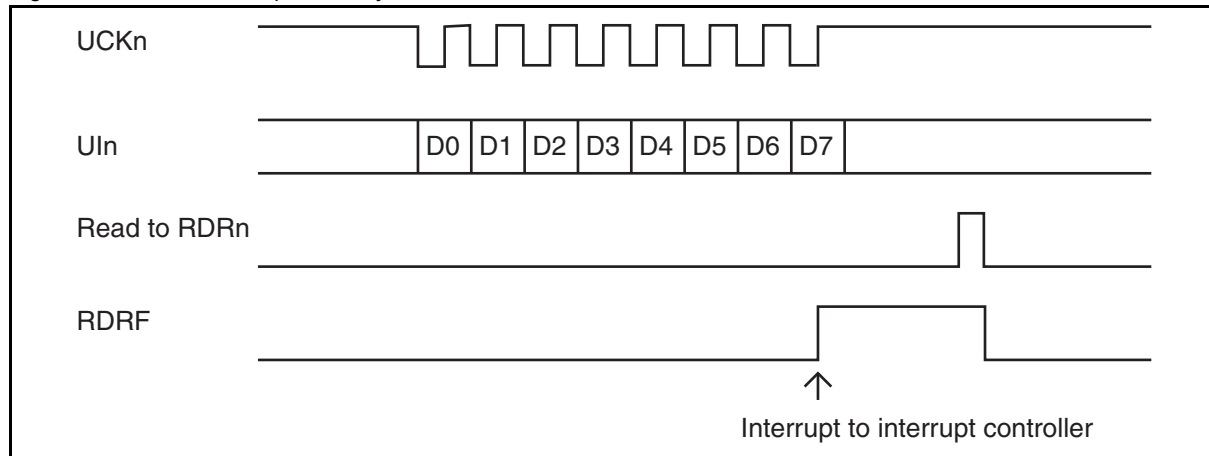 UCKn
UIn
D0 D1 D2 D3 D4 D5 D6 D7
Read to RDRn
RDRF
Interrupt to interrupt controller